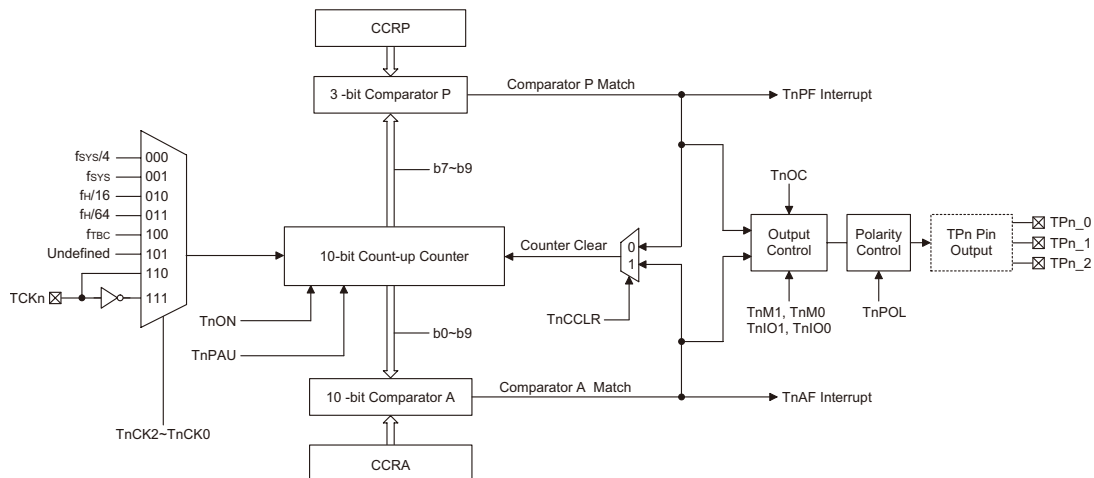 CCRP
3 -bit Comparator P
Comparator P Match
TnPF Interrupt
b7~b9
fSYS/4
000
fSYS
001
fH/16
010
fH/64
011
fTBC
100
Undefined
101
110
TCKn
111
TnCK2~TnCK0
10-bit Count-up Counter
TnON
TnPAU
Counter Clear
0
1
TnCCLR
TnOC
Output
Control
TnM1, TnM0
TnIO1, TnIO0
Polarity
Control
TnPOL
TPn Pin
Output
TPn_0
TPn_1
TPn_2
b0~b9
10 -bit Comparator A
Comparator A Match
TnAF Interrupt
CCRA